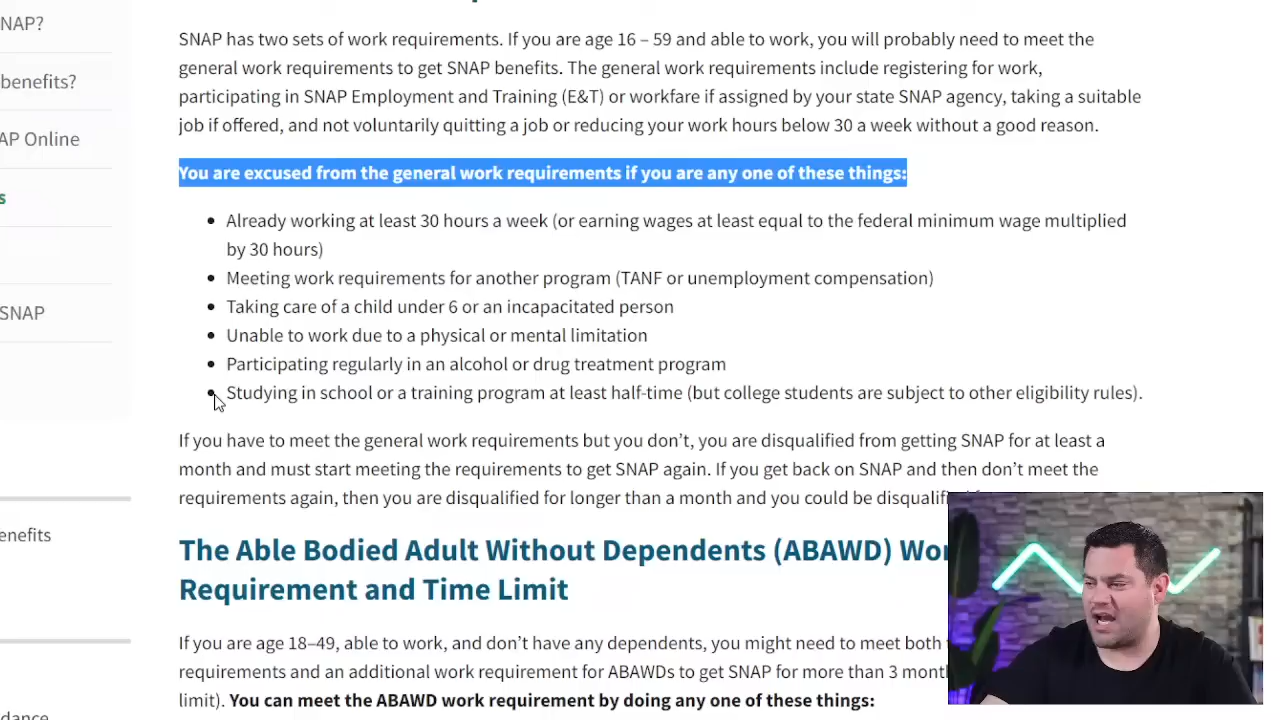 NAP?
benefits?
AP Online
s
SNAP
enefits
dance
SNAP has two sets of work requirements. If you are age 16 – 59 and able to work, you will probably need to meet the
general work requirements to get SNAP benefits. The general work requirements include registering for work,
participating in SNAP Employment and Training (E&T) or workfare if assigned by your state SNAP agency, taking a suitable
job if offered, and not voluntarily quitting a job or reducing your work hours below 30 a week without a good reason.
You are excused from the general work requirements if you are any one of these things:
Already working at least 30 hours a week (or earning wages at least equal to the federal minimum wage multiplied
by 30 hours)
Meeting work requirements for another program (TANF or unemployment compensation)
Taking care of a child under 6 or an incapacitated person
Unable to work due to a physical or mental limitation
Participating regularly in an alcohol or drug treatment program
Studying in school or a training program at least half-time (but college students are subject to other eligibility rules).
If you have to meet the general work requirements but you don’t, you are disqualified from getting SNAP for at least a
month and must start meeting the requirements to get SNAP again. If you get back on SNAP and then don’t meet the
requirements again, then you are disqualified for longer than a month and you could be disqualif
The Able Bodied Adult Without Dependents (ABAWD) Wor
Requirement and Time Limit
If you are age 18–49, able to work, and don’t have any dependents, you might need to meet both
requirements and an additional work requirement for ABAWDs to get SNAP for more than 3 mont
limit). You can meet the ABAWD work requirement by doing any one of these things: